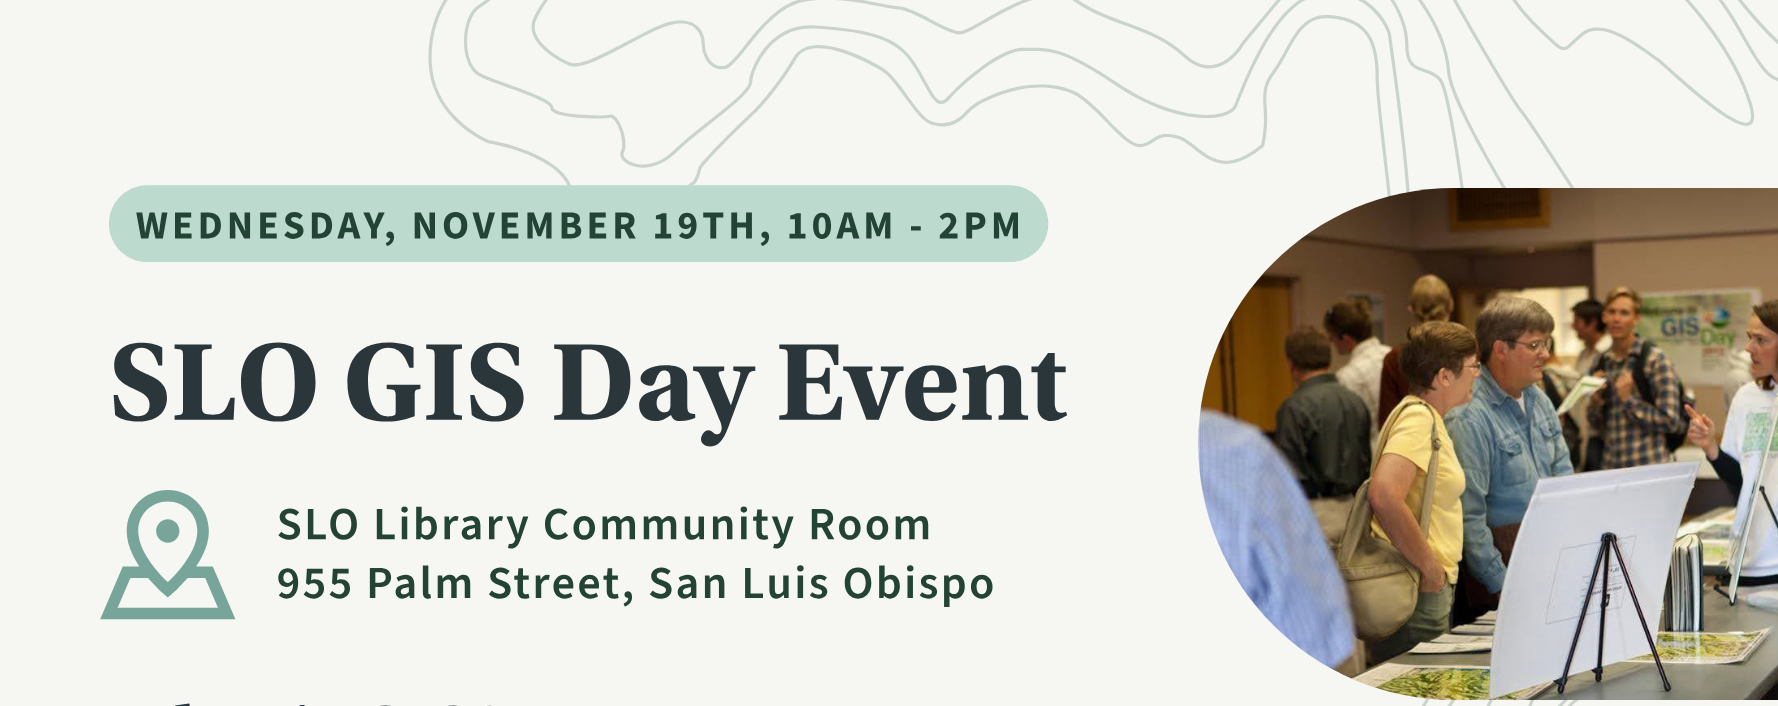 WEDNESDAY, NOVEMBER 19TH, 10AM - 2PM
SLO GIS Day Event
SLO Library Community Room
955 Palm Street, San Luis Obispo
GIS
Day